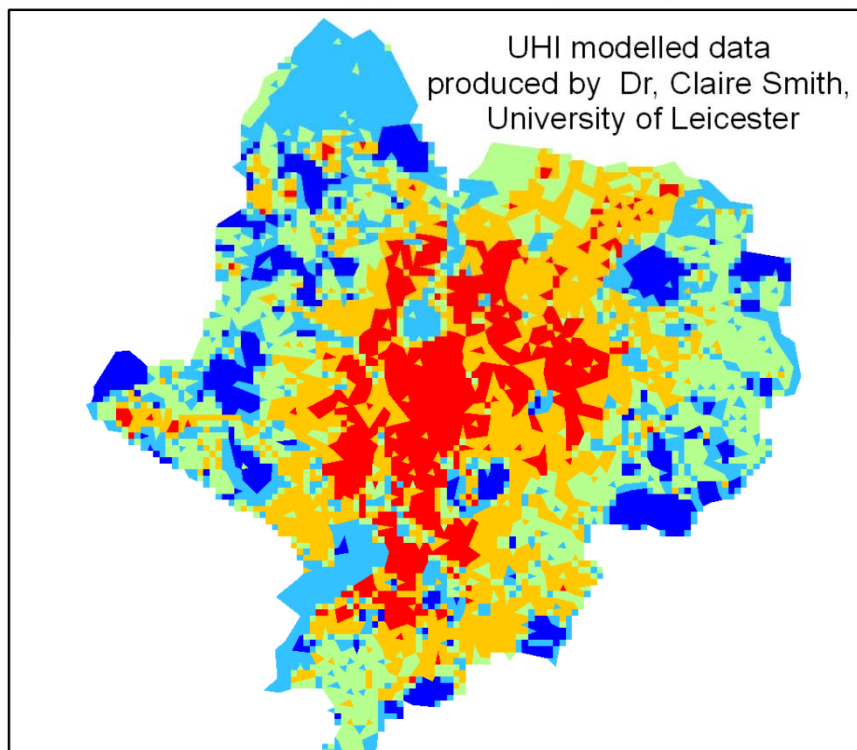 UHI modelled data
produced by  Dr, Claire Smith,
University of Leicester